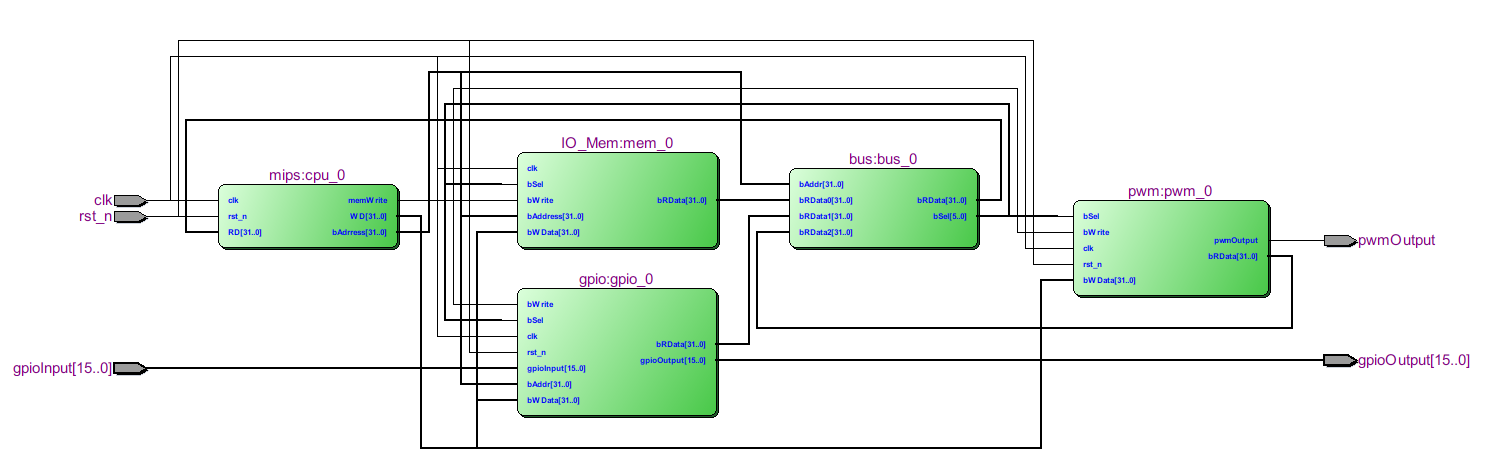 clk
rst_n
gpioInput[15..0]
mips:cpu_0
clk
rst_n
RD[31..0]
memWrite
WD[31..0]
bAdrress[31..0]
IO_Mem:mem_0
clk
bSel
bWrite
bAddress[31..0]
bWData[31..0]
bRData[31..0]
gpio:gpio_0
bWrite
bSel
clk
rst_n
gpioInput[15..0]
bAddr[31..0]
bWData[31..0]
bRData[31..0]
gpioOutput[15..0]
bus:bus_0
bAddr[31..0]
bRData0[31..0]
bRData1[31..0]
bRData2[31..0]
bRData[31..0]
bSel[5..0]
pwm:pwm_0
bSel
bWrite
clk
rst_n
bWData[31..0]
pwmOutput
bRData[31..0]
pwmOutput
gpioOutput[15..0]